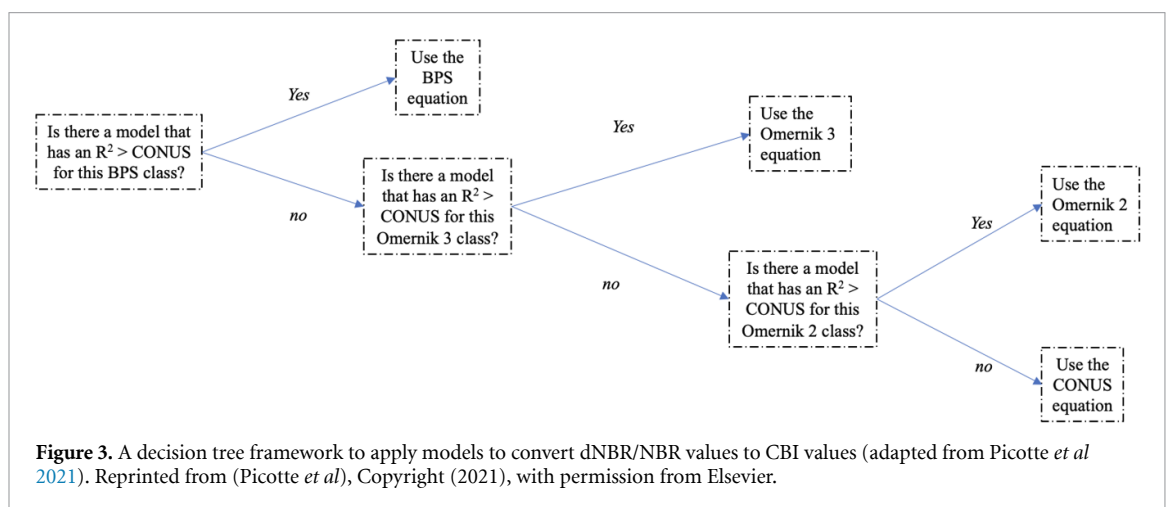 Use the
BPS
equation
Yes
Is there a model that
has an R² > CONUS
for this BPS class?
no
Is there a model
that has an R² >
CONUS for this
Omernik 3 class?
Yes
Use the
Omernik 3
equation
no
Is there a model
that has an R² >
CONUS for this
Omernik 2 class?
Yes
Use the
Omernik 2
equation
no
Use the
CONUS
equation
Figure 3. A decision tree framework to apply models to convert dNBR/NBR values to CBI values (adapted from Picotte et al
2021). Reprinted from (Picotte et al), Copyright (2021), with permission from Elsevier.